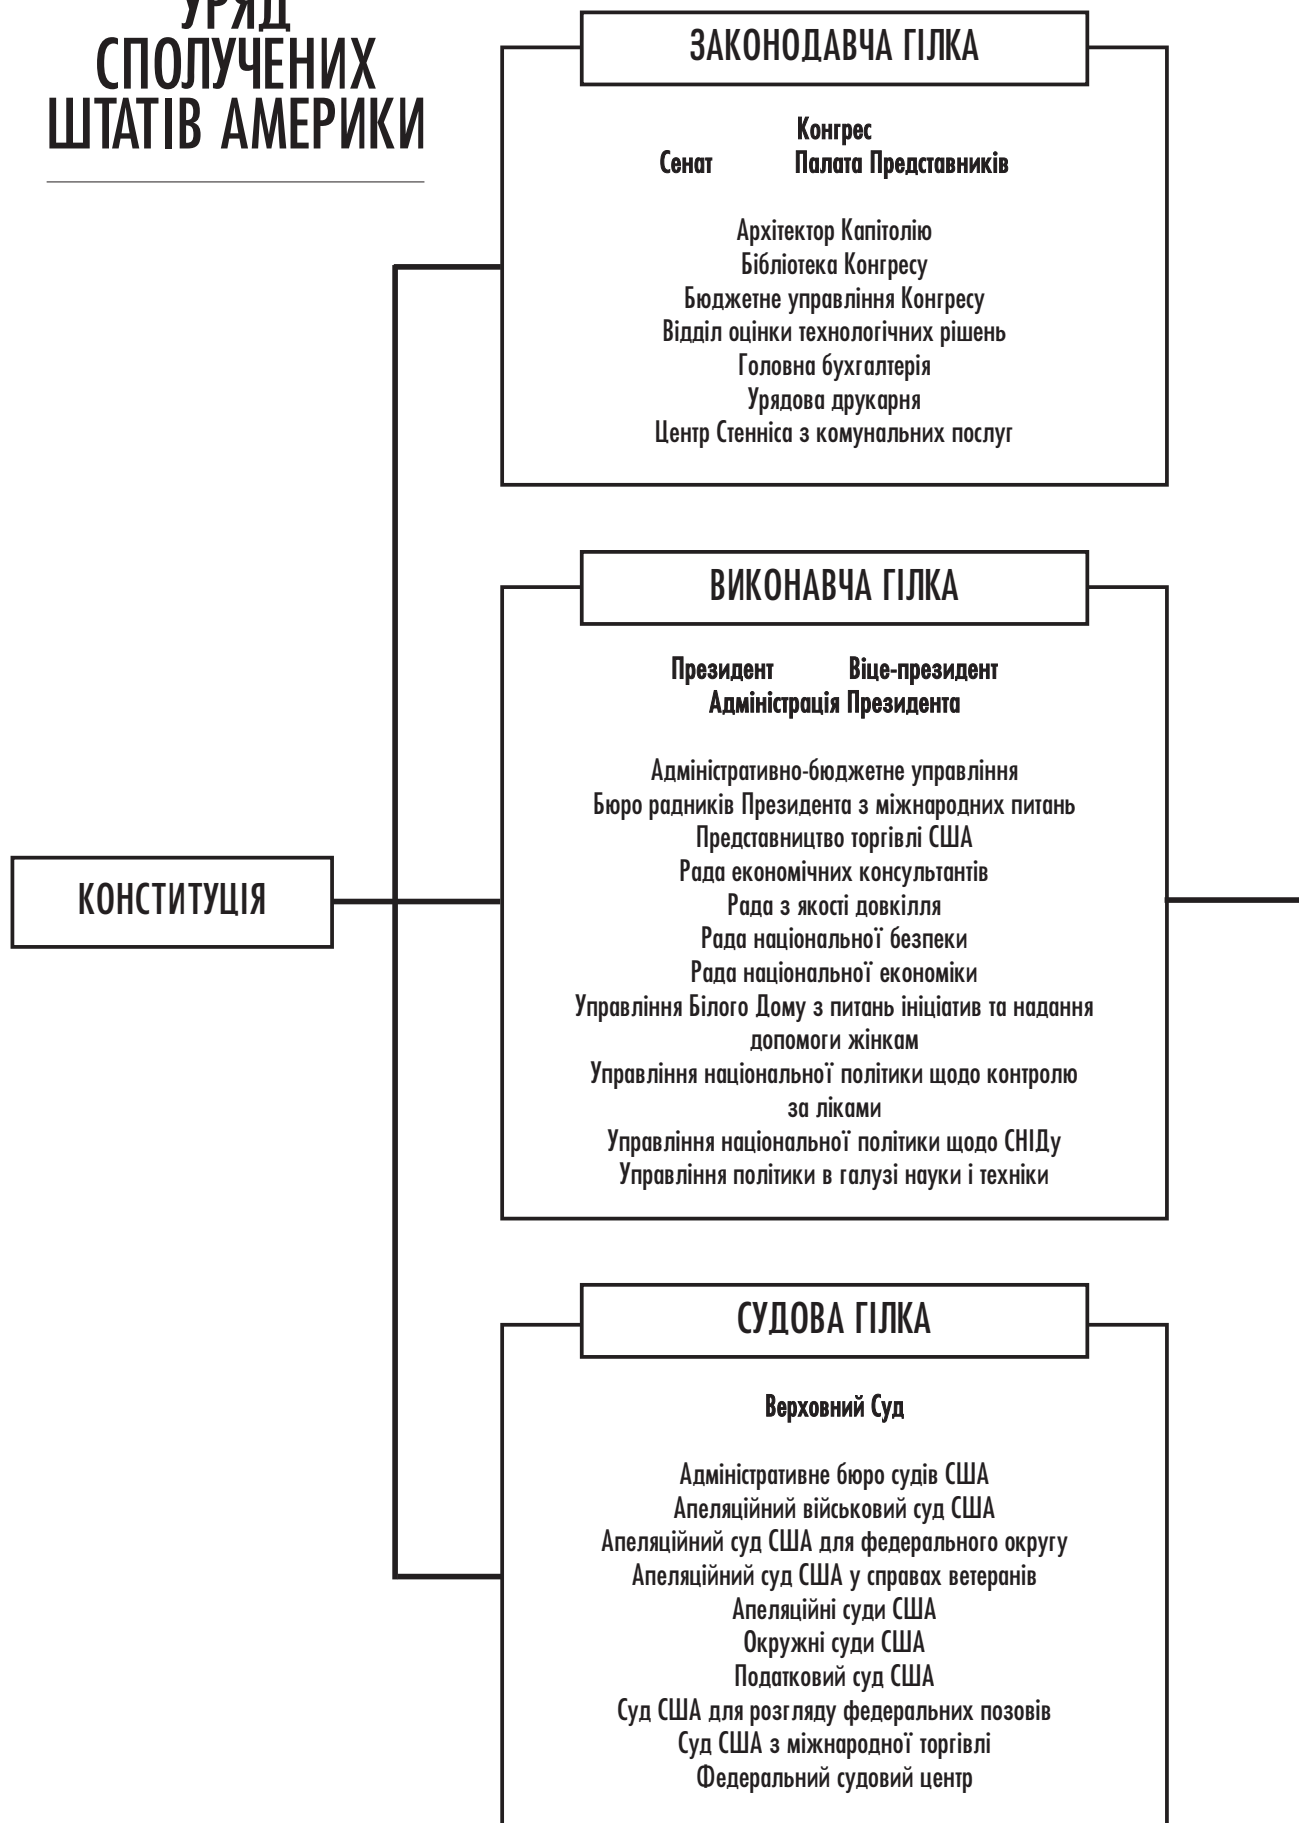 УРЯД
СПОЛУЧЕНИХ
ШТАТІВ АМЕРИКИ
ЗАКОНОДАВЧА ГІЛКА
Конгрес
Сенат Палата Представників
Архітектор Капітолію
Бібліотека Конгресу
Бюджетне управління Конгресу
Відділ оцінки технологічних рішень
Головна бухгалтерія
Урядова друкарня
Центр Стенніса з комунальних послуг
ВИКОНАВЧА ГІЛКА
Президент Віце-президент
Адміністрація Президента
Адміністративно-бюджетне управління
Бюро радників Президента з міжнародних питань
Представництво торгівлі США
Рада економічних консультантів
Рада з якості довкілля
Рада національної безпеки
Рада національної економіки
Управління Білого Дому з питань ініціатив та надання
допомоги жінкам
Управління національної політики щодо контролю
за ліками
Управління національної політики щодо СНІДу
Управління політики в галузі науки і техніки
КОНСТИТУЦІЯ
СУДОВА ГІЛКА
Верховний Суд
Адміністративне бюро судів США
Апеляційний військовий суд США
Апеляційний суд США для федерального округу
Апеляційний суд США у справах ветеранів
Апеляційні суди США
Окружні суди США
Податковий суд США
Суд США для розгляду федеральних позовів
Суд США з міжнародної торгівлі
Федеральний судовий центр